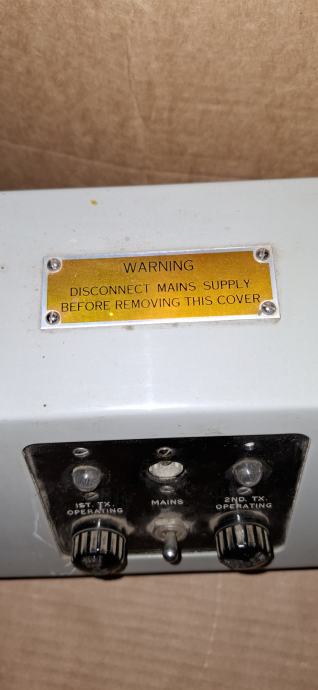 WARNING
DISCONNECT MAINS SUPPLY
BEFORE REMOVING THIS COVER
1ST. TX.
OPERATING
MAINS
2ND. TX.
OPERATING